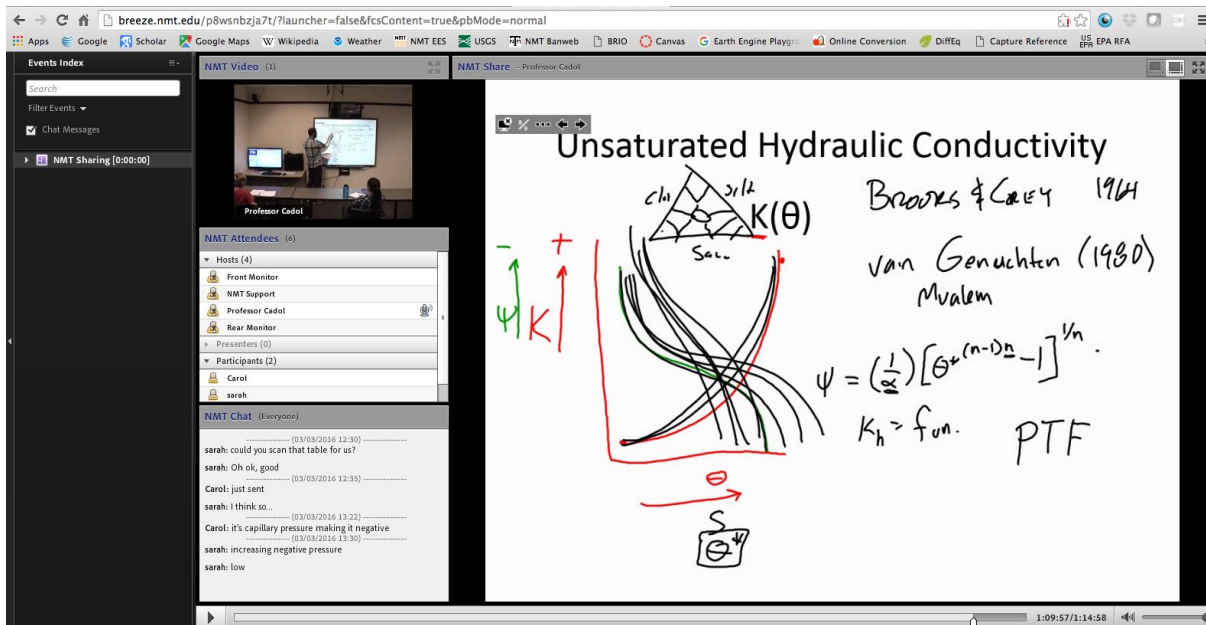 breeze.nmt.edu/p8wsnbzja7t/?launcher=false&fcsContent=true&pbMode=normal
Apps Google Scholar Google Maps Wikipedia Weather NMT EES USGS NMT Banweb BRIO Canvas Earth Engine Playgr Online Conversion DiffEq Capture Reference EPA RFA
Events Index
Search
Filter Events
Chat Messages
NMT Sharing [0:00:00]
NMT Video (1)
Professor Cadol
NMT Attendees (6)
Hosts (4)
Front Monitor
NMT Support
Professor Cadol
Rear Monitor
Presenters (0)
Participants (2)
Carol
sarah
NMT Chat (Everyone)
--------------- (03/03/2016 12:30) ---------------
sarah: could you scan that table for us?
sarah: Oh ok, good
--------------- (03/03/2016 12:35) ---------------
Carol: just sent
sarah: I think so...
--------------- (03/03/2016 13:22) ---------------
Carol: it's capillary pressure making it negative
--------------- (03/03/2016 13:30) ---------------
sarah: increasing negative pressure
sarah: low
NMT Share - Professor Cadol
Unsaturated Hydraulic Conductivity
K(θ)
- +
ψ K
θ
S
Θ*
Brooks & Corey 1964
van Genuchten (1980)
Mualem
ψ = (1/α)[Θ*^(n-1)n - 1]^1/n .
K_h = fun.
PTF
1:09:57/1:14:58